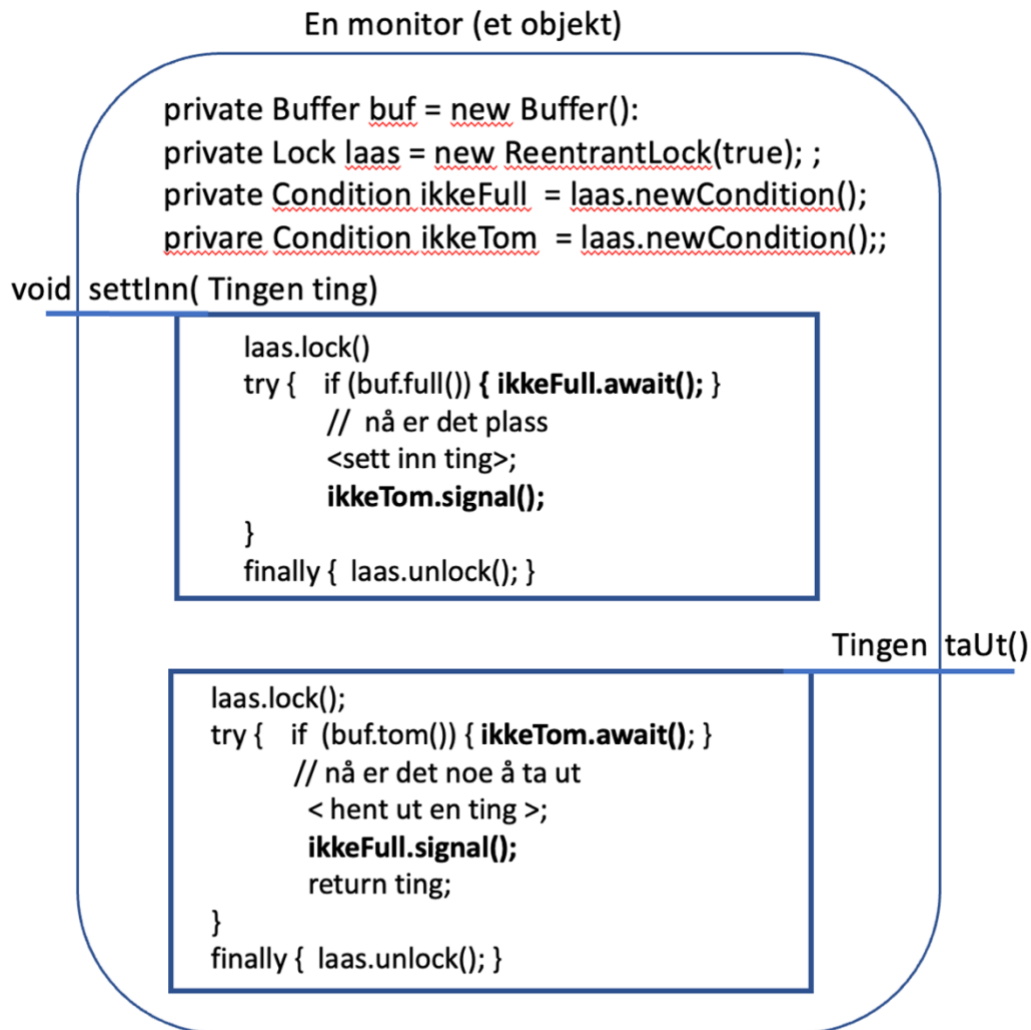 En monitor (et objekt)
private Buffer buf = new Buffer():
private Lock laas = new ReentrantLock(true); ;
private Condition ikkeFull = laas.newCondition();
privare Condition ikkeTom = laas.newCondition();;
void settInn( Tingen ting)
laas.lock()
try { if (buf.full()) { ikkeFull.await(); }
// nå er det plass
<sett inn ting>;
ikkeTom.signal();
}
finally { laas.unlock(); }
Tingen taUt()
laas.lock();
try { if (buf.tom()) { ikkeTom.await(); }
// nå er det noe å ta ut
< hent ut en ting >;
ikkeFull.signal();
return ting;
}
finally { laas.unlock(); }